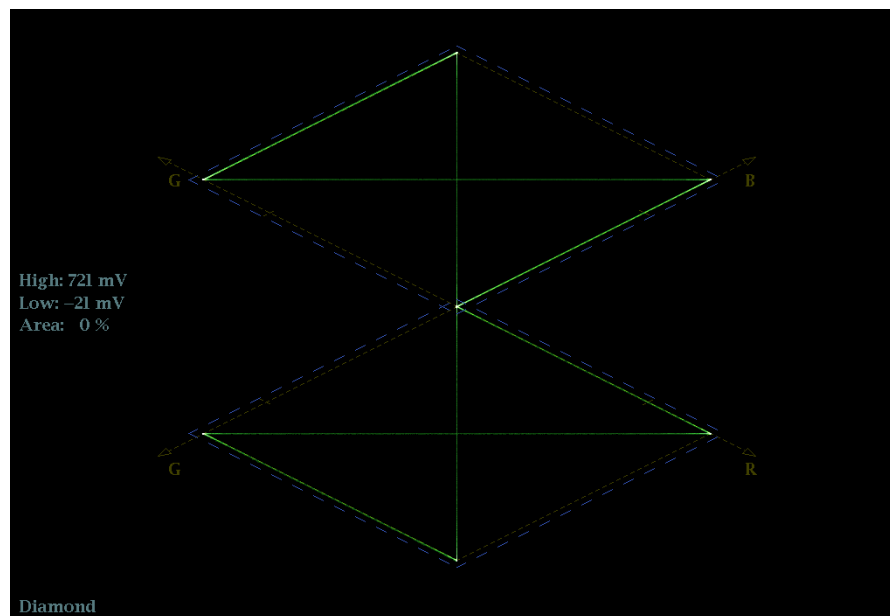 G
B
High: 721 mV
Low: −21 mV
Area: 0 %
G
R
Diamond